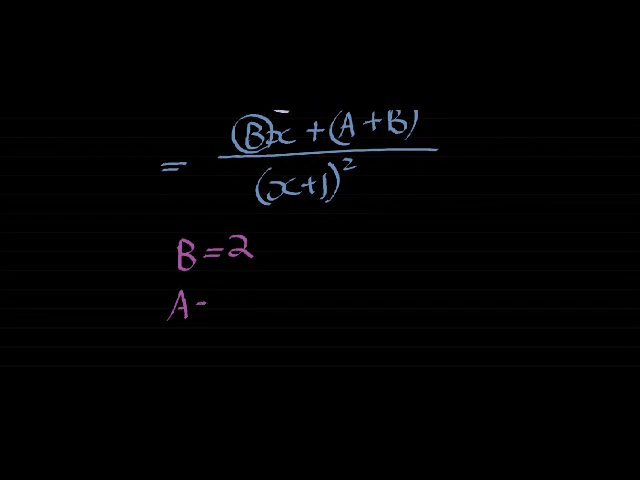 = Bx + (A + B) / (x+1)²
B = 2
A -